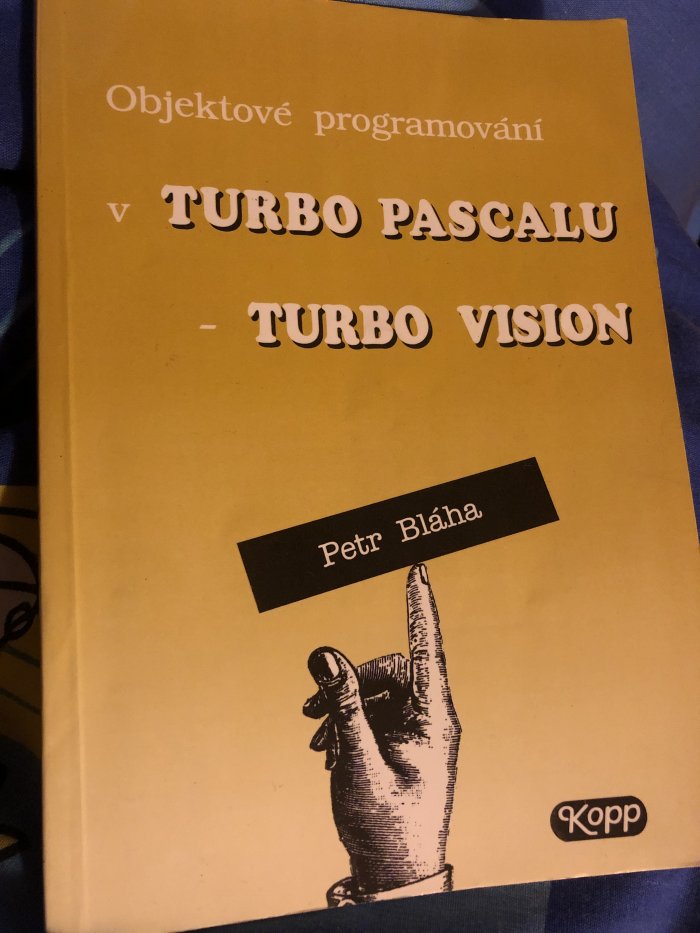 Objektové programování
v TURBO PASCALU
- TURBO VISION
Petr Bláha
Kopp